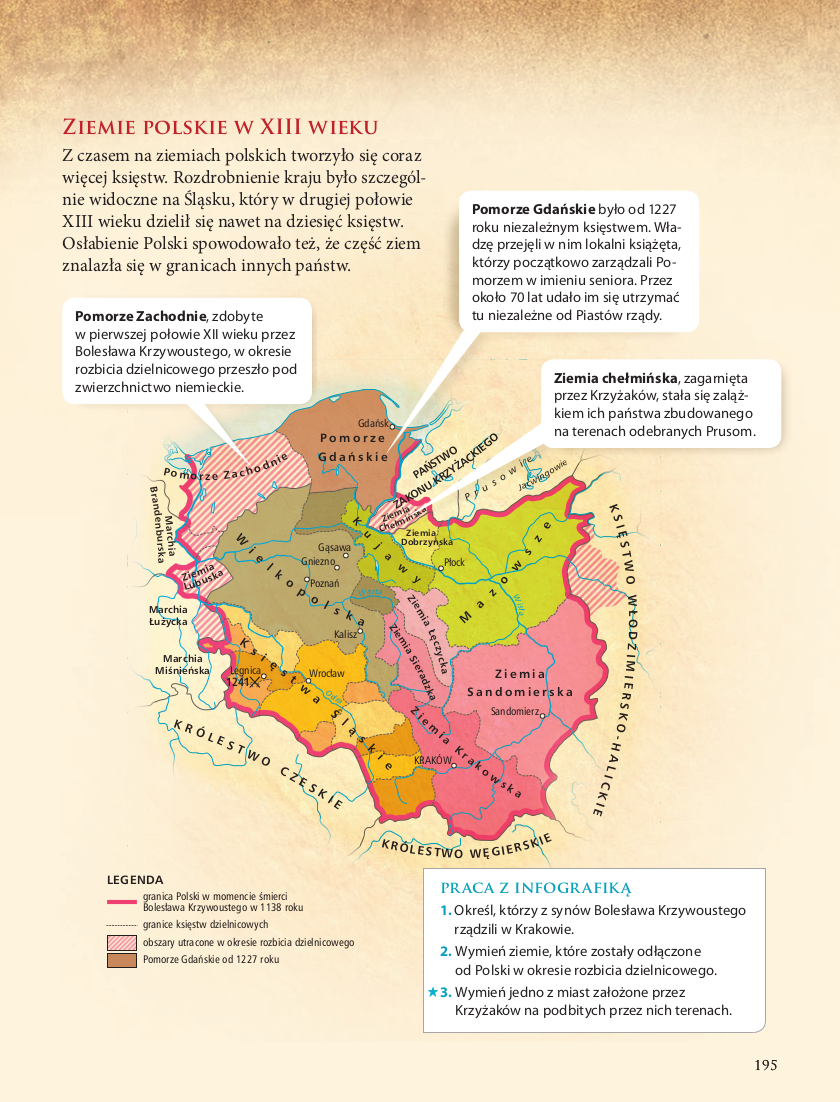 Ziemie polskie w XIII wieku
Z czasem na ziemiach polskich tworzyło się coraz
więcej księstw. Rozdrobnienie kraju było szczegól-
nie widoczne na Śląsku, który w drugiej połowie
XIII wieku dzielił się nawet na dziesięć księstw.
Osłabienie Polski spowodowało też, że część ziem
znalazła się w granicach innych państw.
Pomorze Gdańskie było od 1227
roku niezależnym księstwem. Wła-
dzę przejęli w nim lokalni książęta,
którzy początkowo zarządzali Po-
morzem w imieniu seniora. Przez
około 70 lat udało im się utrzymać
tu niezależne od Piastów rządy.
Pomorze Zachodnie, zdobyte
w pierwszej połowie XII wieku przez
Bolesława Krzywoustego, w okresie
rozbicia dzielnicowego przeszło pod
zwierzchnictwo niemieckie.
Ziemia chełmińska, zagarnięta
przez Krzyżaków, stała się zaląż-
kiem ich państwa zbudowanego
na terenach odebranych Prusom.
Gdańsk
Pomorze
Gdańskie
PAŃSTWO
ZAKONU KRZYŻACKIEGO
Prusowie
Jaćwingowie
Pomorze Zachodnie
Marchia
Brandenburska
Ziemia
Chełmińska
Ziemia
Dobrzyńska
Kujawy
Płock
Mazowsze
Wisła
KSIĘSTWO WŁODZIMIERSKO-HALICKIE
Wielkopolska
Gąsawa
Gniezno
Poznań
Warta
Kalisz
Ziemia
Lubuska
Marchia
Łużycka
Marchia
Miśnieńska
Ziemia Łęczycka
Ziemia Sieradzka
Ziemia
Sandomierska
Sandomierz
Legnica
1241
Wrocław
Odra
Księstwa Śląskie
Ziemia Krakowska
KRAKÓW
KRÓLESTWO CZESKIE
KRÓLESTWO WĘGIERSKIE
LEGENDA
granica Polski w momencie śmierci
Bolesława Krzywoustego w 1138 roku
granice księstw dzielnicowych
obszary utracone w okresie rozbicia dzielnicowego
Pomorze Gdańskie od 1227 roku
PRACA Z INFOGRAFIKĄ
1. Określ, którzy z synów Bolesława Krzywoustego
rządzili w Krakowie.
2. Wymień ziemie, które zostały odłączone
od Polski w okresie rozbicia dzielnicowego.
★3. Wymień jedno z miast założone przez
Krzyżaków na podbitych przez nich terenach.
195